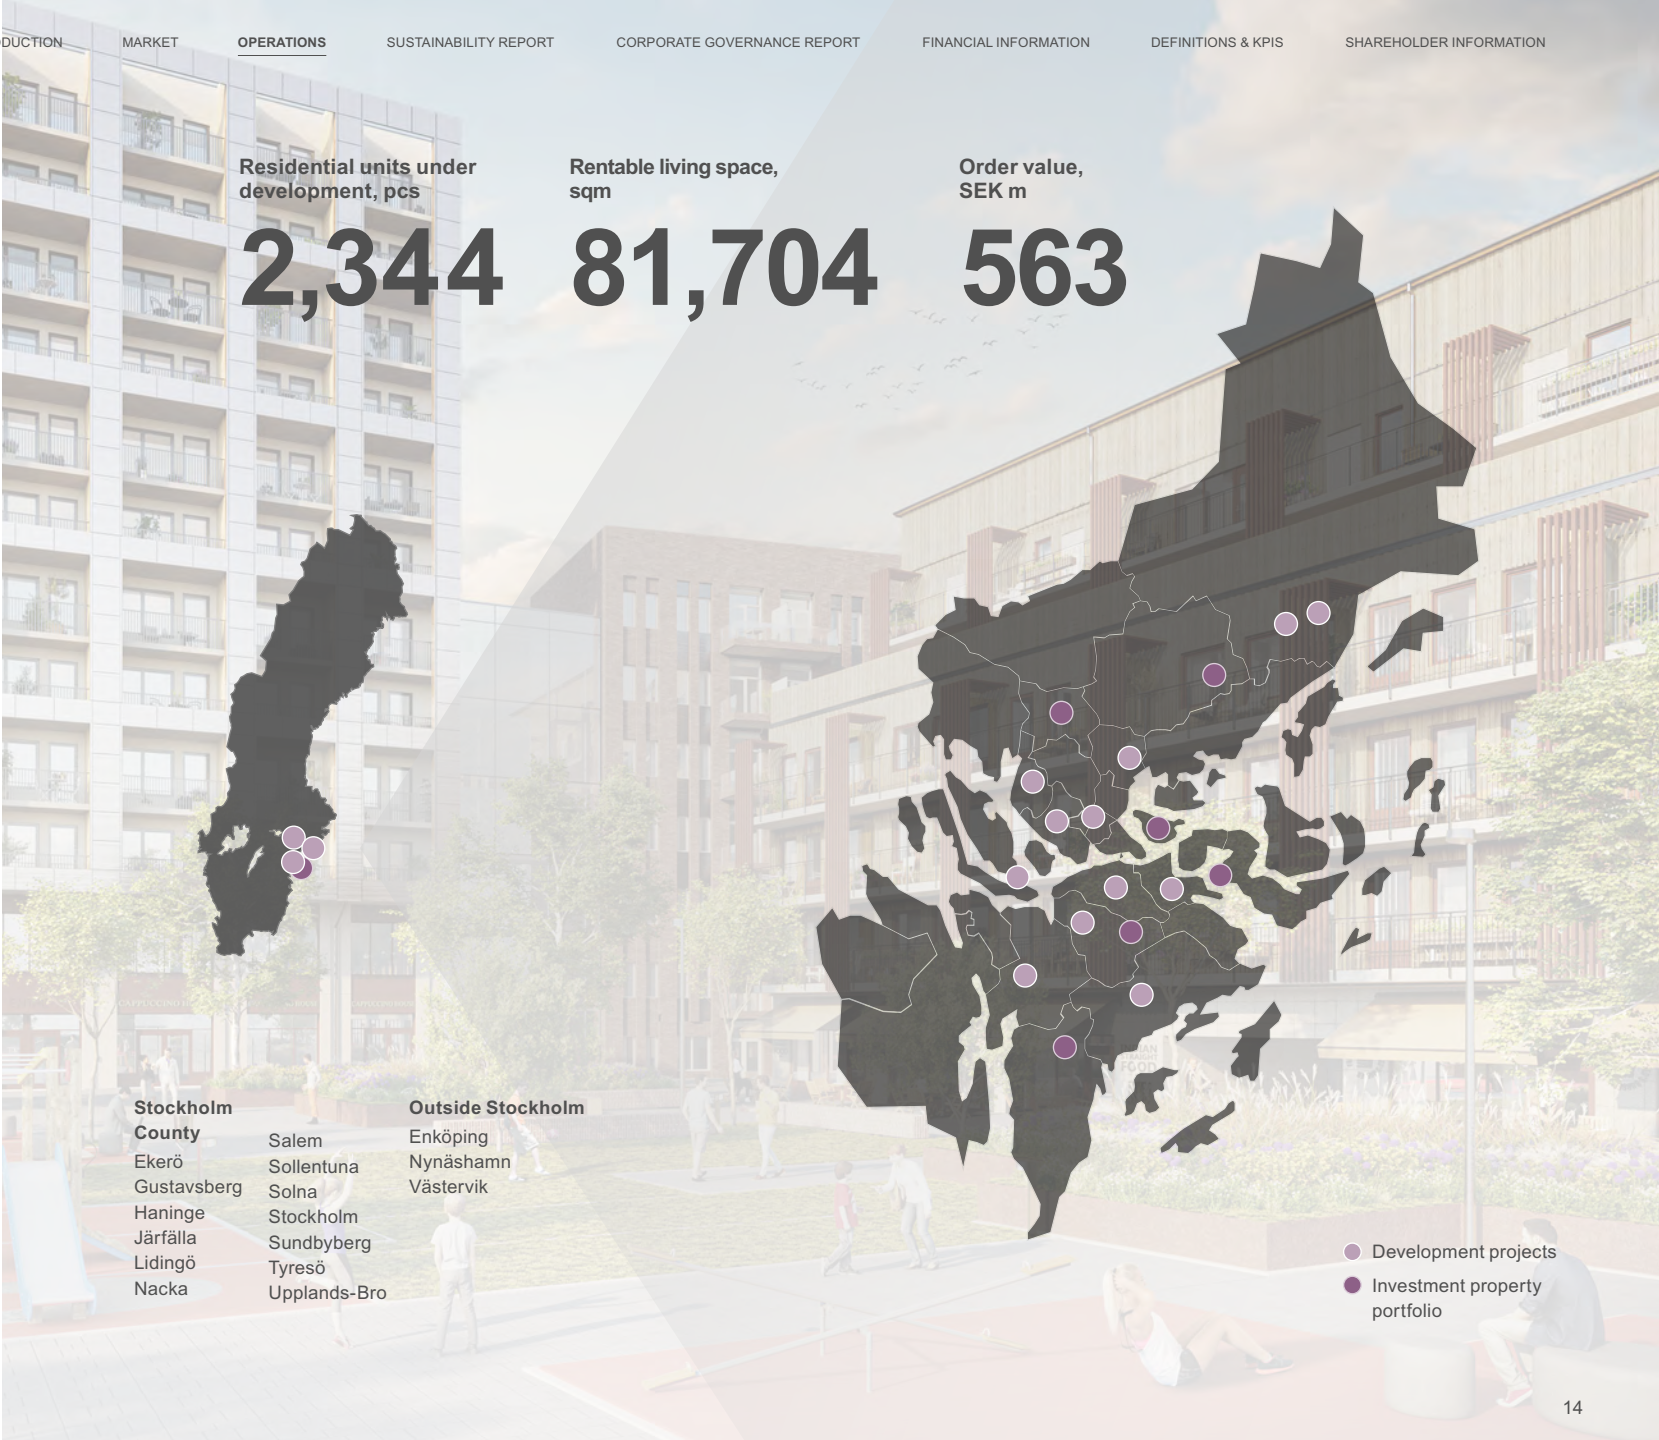 DUCTION
MARKET
OPERATIONS
SUSTAINABILITY REPORT
CORPORATE GOVERNANCE REPORT
FINANCIAL INFORMATION
DEFINITIONS & KPIS
SHAREHOLDER INFORMATION
Residential units under
development, pcs
2,344
Rentable living space,
sqm
81,704
Order value,
SEK m
563
Stockholm
County
Ekerö
Gustavsberg
Haninge
Järfälla
Lidingö
Nacka
Salem
Sollentuna
Solna
Stockholm
Sundbyberg
Tyresö
Upplands-Bro
Outside Stockholm
Enköping
Nynäshamn
Västervik
Development projects
Investment property
portfolio
14